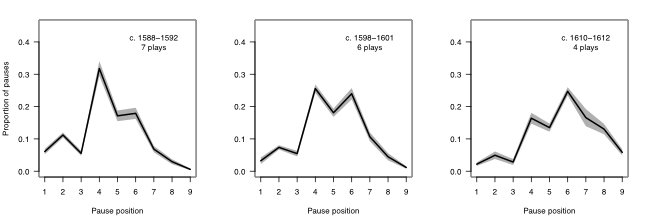 Proportion of pauses
c. 1588–1592
7 plays
0.4
0.3
0.2
0.1
0.0
1 2 3 4 5 6 7 8 9
Pause position
c. 1598–1601
6 plays
0.4
0.3
0.2
0.1
0.0
1 2 3 4 5 6 7 8 9
Pause position
c. 1610–1612
4 plays
0.4
0.3
0.2
0.1
0.0
1 2 3 4 5 6 7 8 9
Pause position